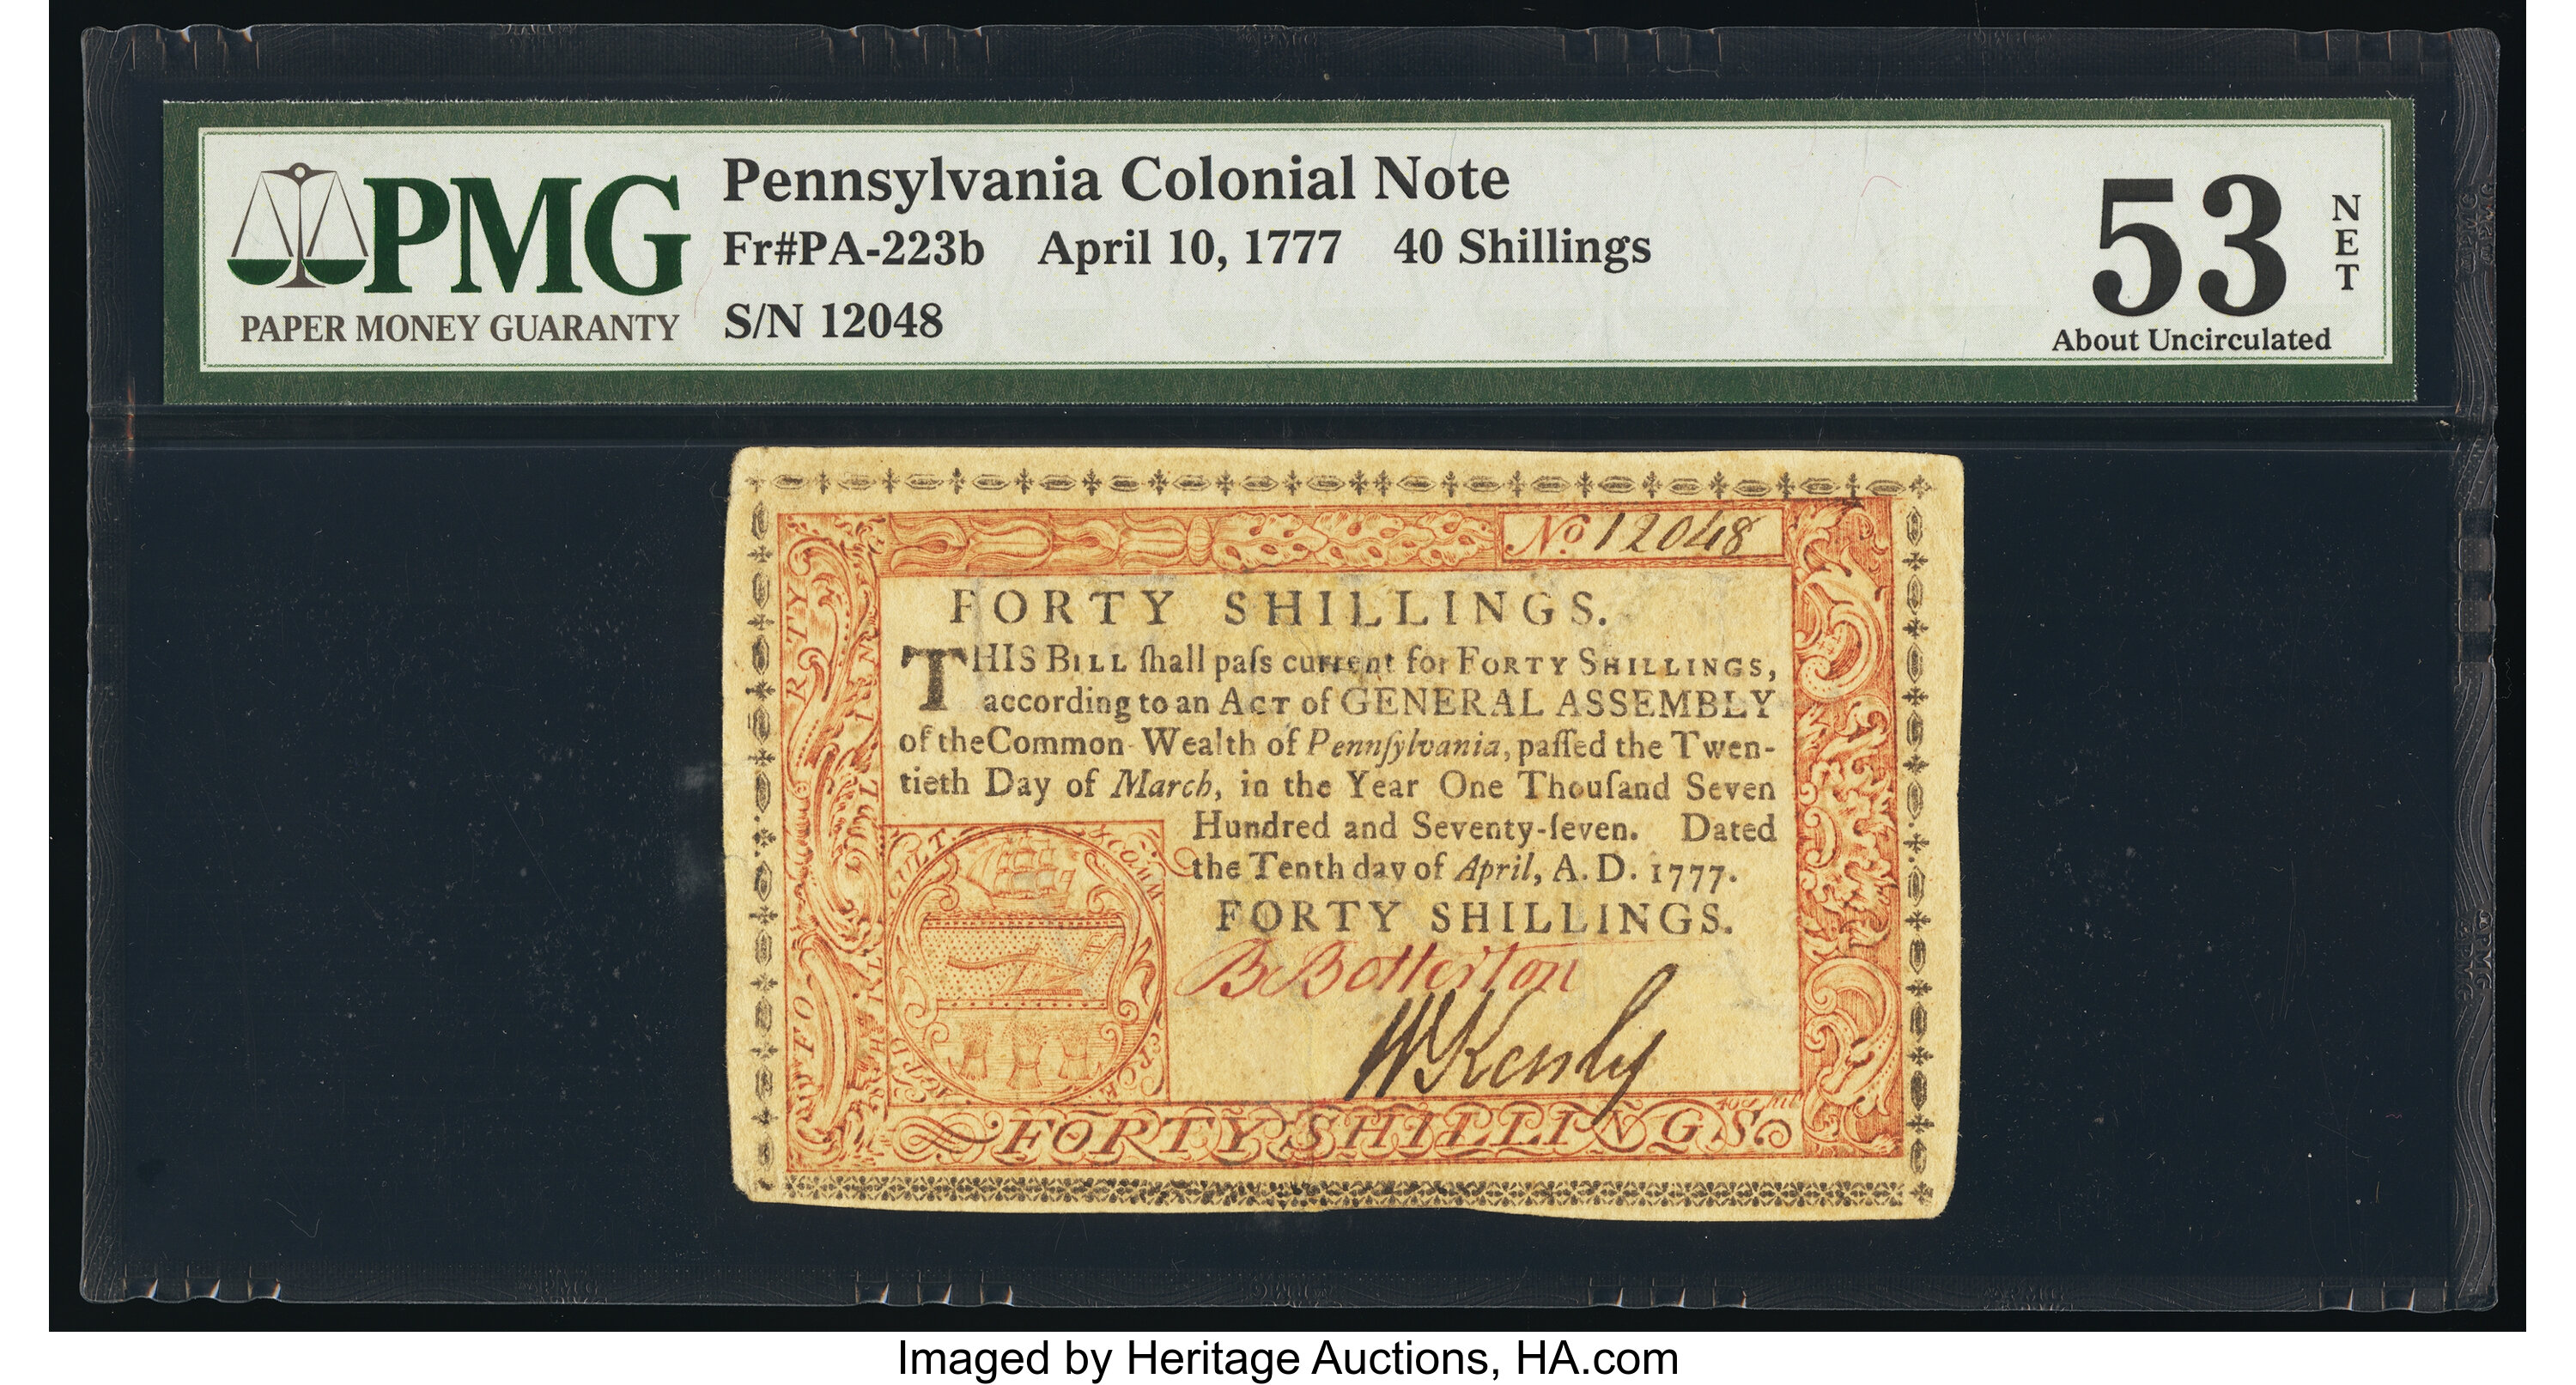 PMG
PAPER MONEY GUARANTY
Pennsylvania Colonial Note
Fr#PA-223b April 10, 1777 40 Shillings
S/N 12048
53
NET
About Uncirculated
No 12048
FORTY SHILLINGS.
THIS BILL ſhall paſs current for FORTY SHILLINGS,
according to an ACT of GENERAL ASSEMBLY
of the Common-Wealth of Pennſylvania, paſſed the Twen-
tieth Day of March, in the Year One Thouſand Seven
Hundred and Seventy-ſeven. Dated
the Tenth day of April, A. D. 1777.
FORTY SHILLINGS.
B Botterton
FORTY SHILLINGS
Imaged by Heritage Auctions, HA.com